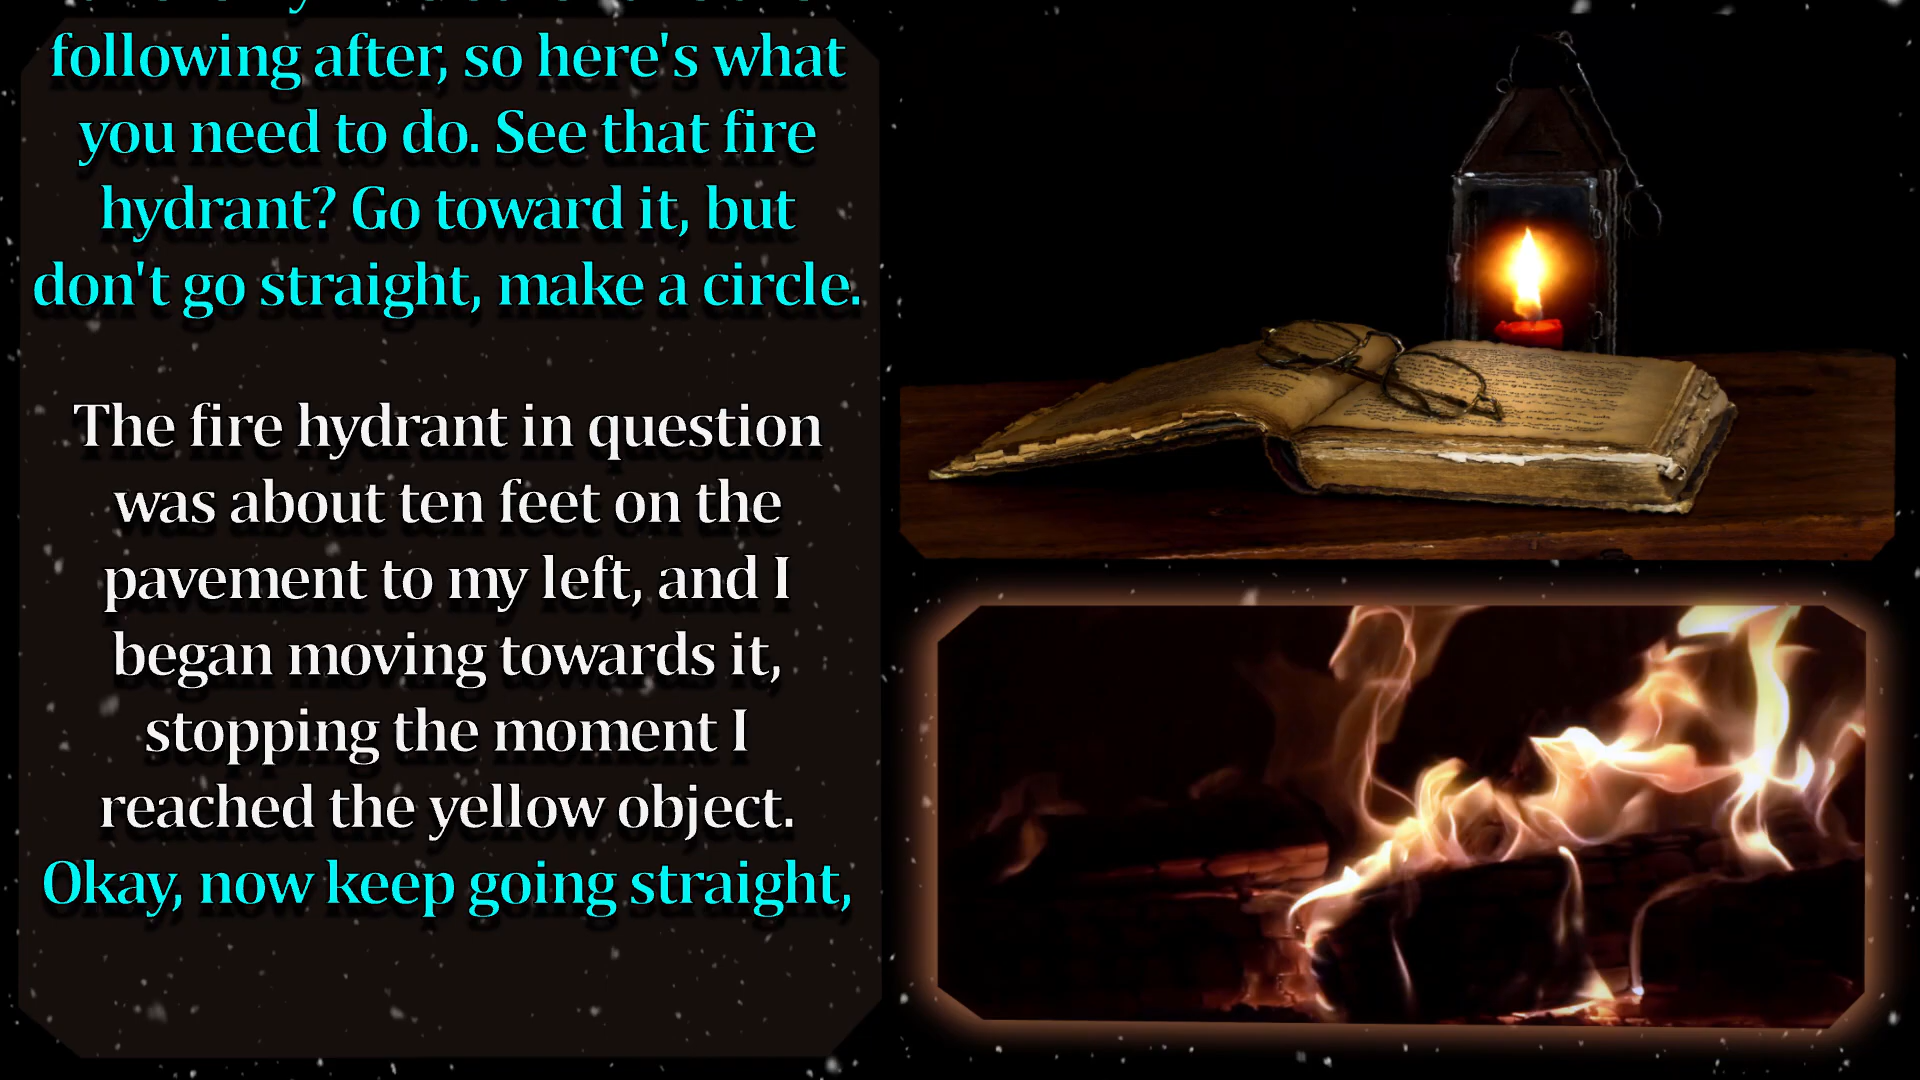 following after, so here's what
you need to do. See that fire
hydrant? Go toward it, but
don't go straight, make a circle.
The fire hydrant in question
was about ten feet on the
pavement to my left, and I
began moving towards it,
stopping the moment I
reached the yellow object.
Okay, now keep going straight,